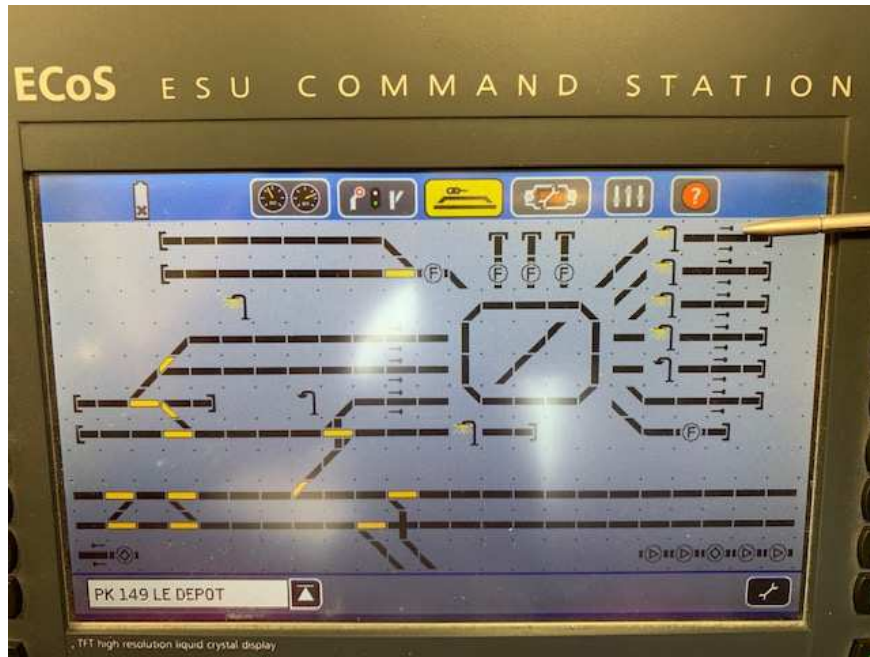 ECoS ESU COMMAND STATION
?
F F F F
F
PK 149 LE DEPOT
TFT high resolution liquid crystal display